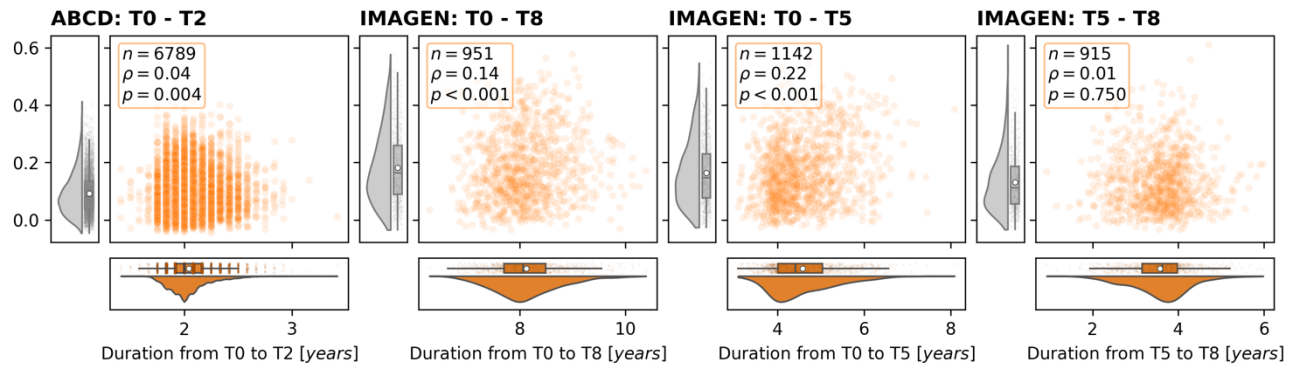 ABCD: T0 - T2
IMAGEN: T0 - T8
IMAGEN: T0 - T5
IMAGEN: T5 - T8
0.6
0.4
0.2
0.0
n = 6789
ρ = 0.04
p = 0.004
n = 951
ρ = 0.14
p < 0.001
n = 1142
ρ = 0.22
p < 0.001
n = 915
ρ = 0.01
p = 0.750
2 3
8 10
4 6 8
2 4 6
Duration from T0 to T2 [years]
Duration from T0 to T8 [years]
Duration from T0 to T5 [years]
Duration from T5 to T8 [years]